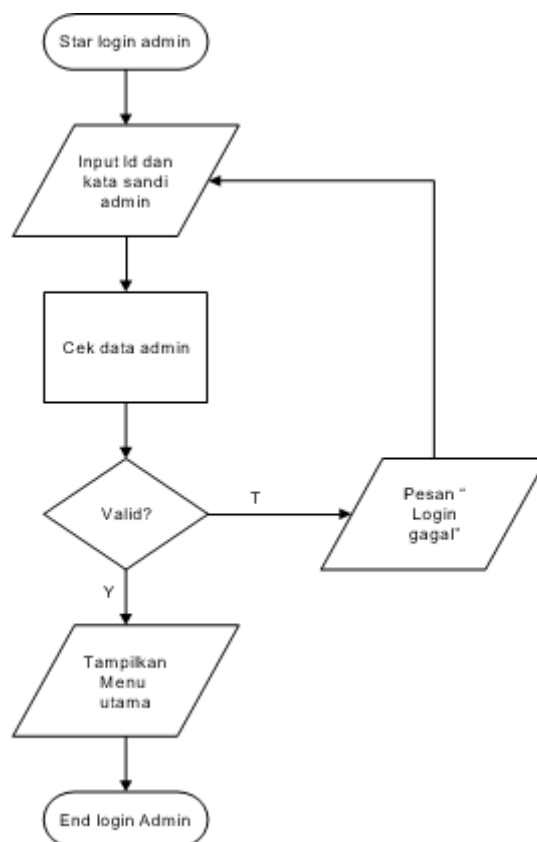 Star login admin
Input Id dan
kata sandi
admin
Cek data admin
Valid?
T
Pesan “
Login
gagal”
Y
Tampilkan
Menu
utama
End login Admin